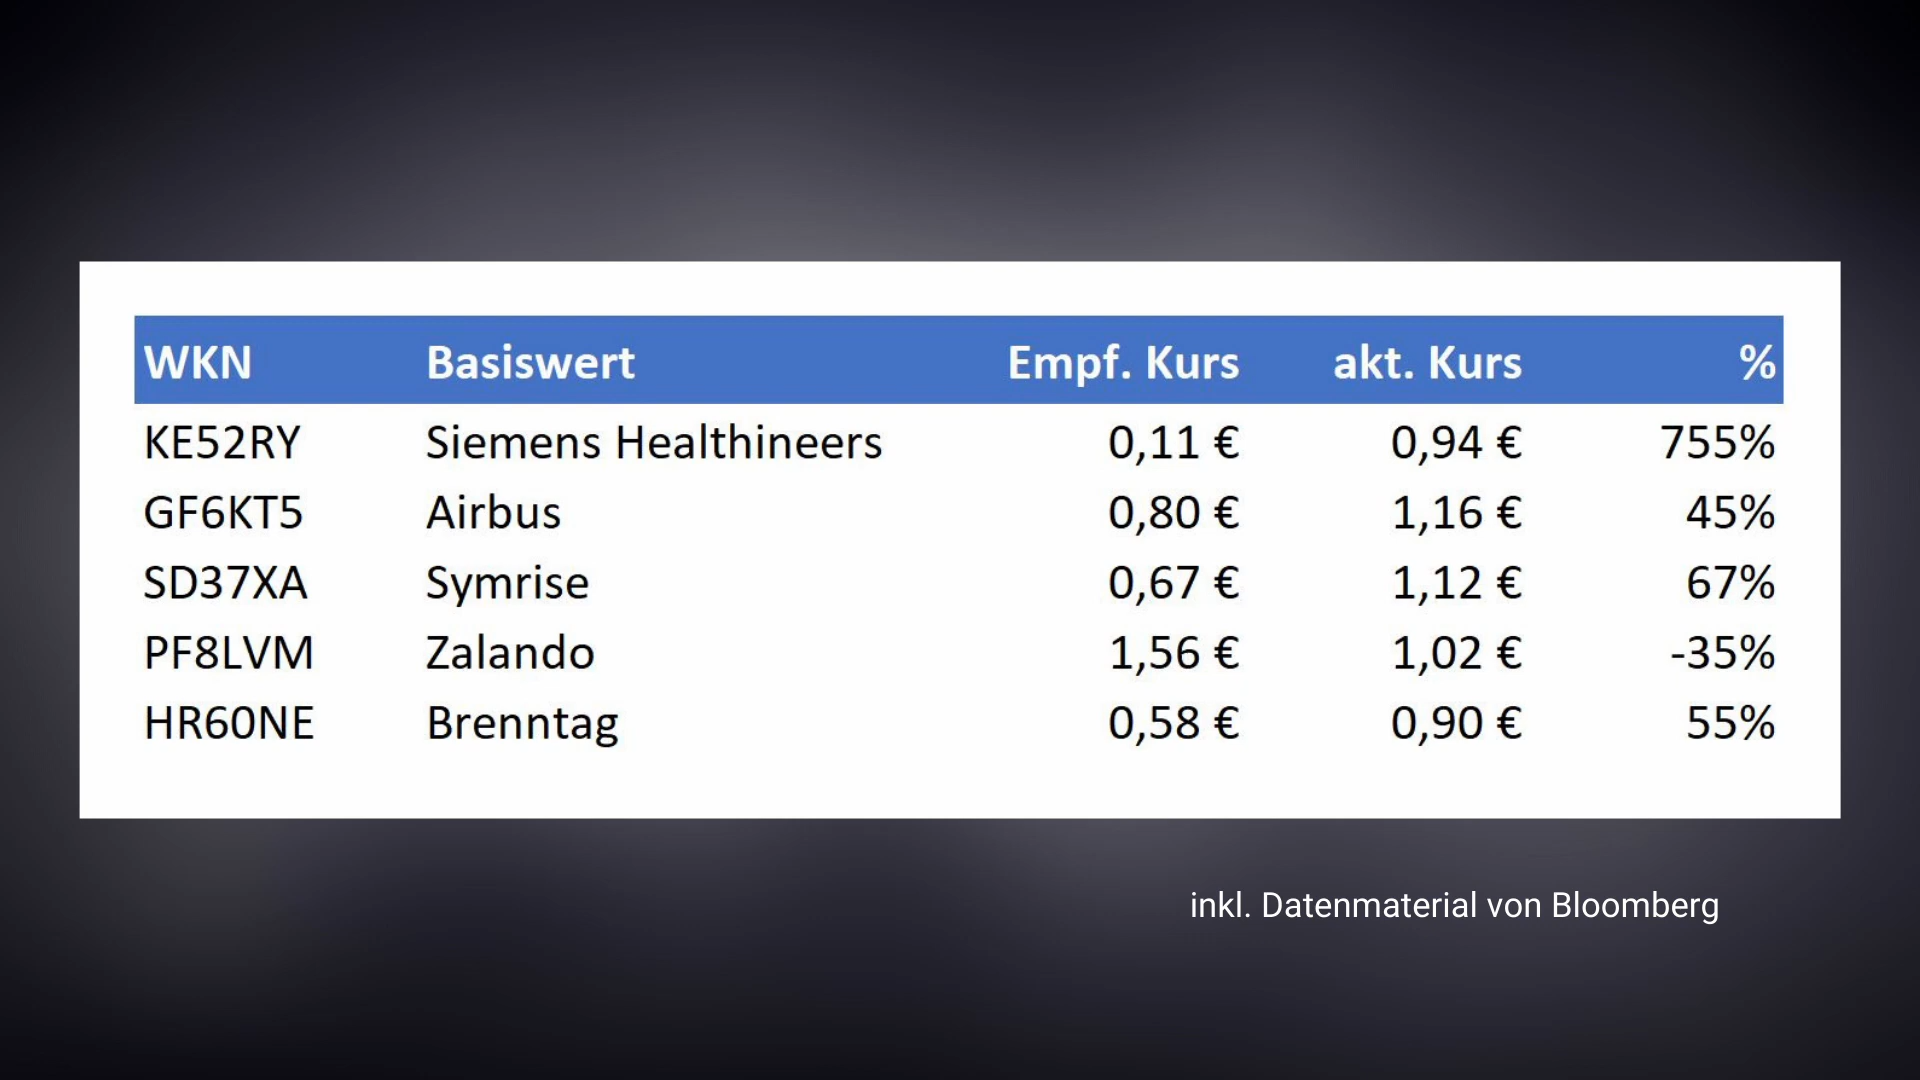 WKN Basiswert Empf. Kurs akt. Kurs %
KE52RY Siemens Healthineers 0,11 € 0,94 € 755%
GF6KT5 Airbus 0,80 € 1,16 € 45%
SD37XA Symrise 0,67 € 1,12 € 67%
PF8LVM Zalando 1,56 € 1,02 € -35%
HR60NE Brenntag 0,58 € 0,90 € 55%
inkl. Datenmaterial von Bloomberg